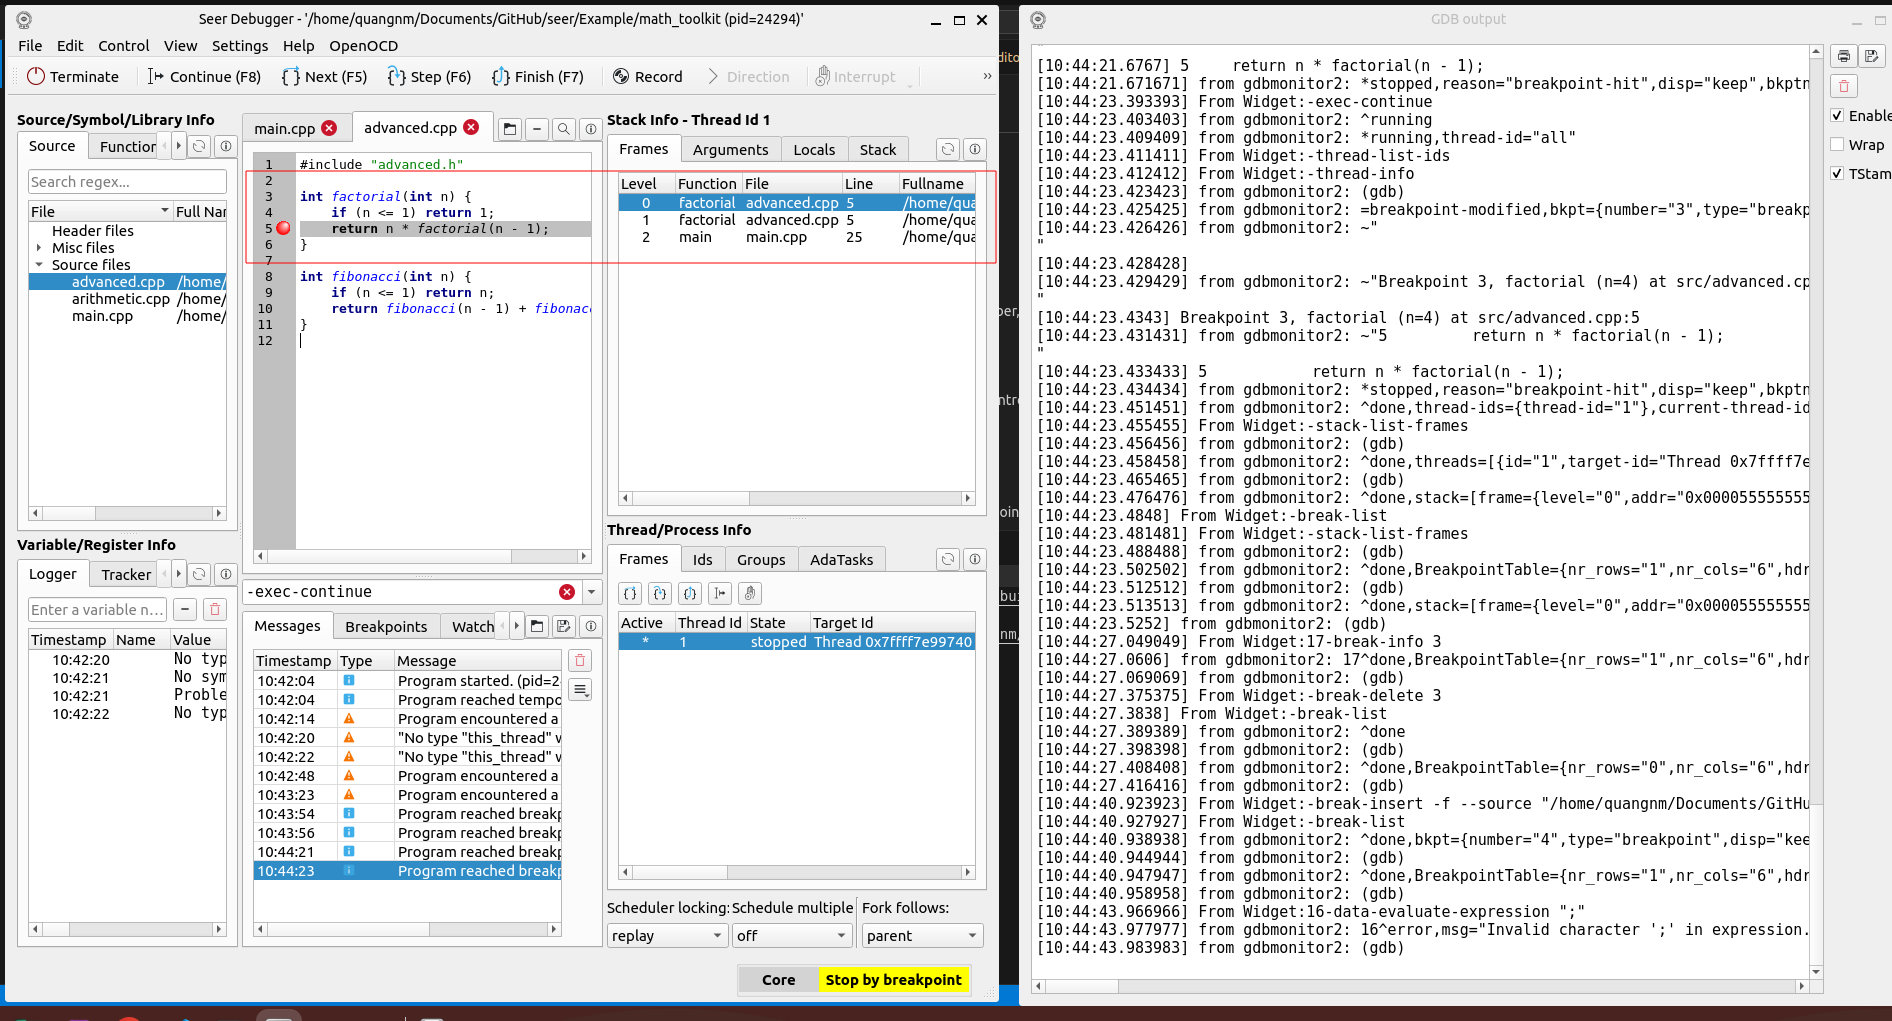 Seer Debugger - '/home/quangnm/Documents/GitHub/seer/Example/math_toolkit (pid=24294)'
File Edit Control View Settings Help OpenOCD
Terminate Continue (F8) Next (F5) Step (F6) Finish (F7) Record Direction Interrupt »
Source/Symbol/Library Info
Source Function
Search regex...
File Full Nar
Header files
Misc files
Source files
advanced.cpp /home/
arithmetic.cpp /home/
main.cpp /home/
Variable/Register Info
Logger Tracker
Enter a variable n...
Timestamp Name Value
10:42:20 No typ
10:42:21 No sym
10:42:21 Proble
10:42:22 No typ
main.cpp advanced.cpp
1 #include "advanced.h"
2
3 int factorial(int n) {
4 if (n <= 1) return 1;
5 return n * factorial(n - 1);
6 }
7
8 int fibonacci(int n) {
9 if (n <= 1) return n;
10 return fibonacci(n - 1) + fibonacc
11 }
12
-exec-continue
Messages Breakpoints Watch
Timestamp Type Message
10:42:04 Program started. (pid=2
10:42:04 Program reached tempo
10:42:14 Program encountered a
10:42:20 "No type "this_thread" w
10:42:22 "No type "this_thread" w
10:42:48 Program encountered a
10:43:23 Program encountered a
10:43:54 Program reached breakp
10:43:56 Program reached breakp
10:44:21 Program reached breakp
10:44:23 Program reached breakp
Stack Info - Thread Id 1
Frames Arguments Locals Stack
Level Function File Line Fullname
0 factorial advanced.cpp 5 /home/qua
1 factorial advanced.cpp 5 /home/qua
2 main main.cpp 25 /home/qua
Thread/Process Info
Frames Ids Groups AdaTasks
Active Thread Id State Target Id
* 1 stopped Thread 0x7ffff7e99740
Scheduler locking: Schedule multiple Fork follows:
replay off parent
Core Stop by breakpoint
GDB output
"
[10:44:21.6767] 5 return n * factorial(n - 1);
[10:44:21.671671] from gdbmonitor2: *stopped,reason="breakpoint-hit",disp="keep",bkptn
[10:44:23.393393] From Widget:-exec-continue
[10:44:23.403403] from gdbmonitor2: ^running
[10:44:23.409409] from gdbmonitor2: *running,thread-id="all"
[10:44:23.411411] From Widget:-thread-list-ids
[10:44:23.412412] From Widget:-thread-info
[10:44:23.423423] from gdbmonitor2: (gdb)
[10:44:23.425425] from gdbmonitor2: =breakpoint-modified,bkpt={number="3",type="breakp
[10:44:23.426426] from gdbmonitor2: ~"
"
[10:44:23.428428]
[10:44:23.429429] from gdbmonitor2: ~"Breakpoint 3, factorial (n=4) at src/advanced.cp
"
[10:44:23.4343] Breakpoint 3, factorial (n=4) at src/advanced.cpp:5
[10:44:23.431431] from gdbmonitor2: ~"5 return n * factorial(n - 1);
"
[10:44:23.433433] 5 return n * factorial(n - 1);
[10:44:23.434434] from gdbmonitor2: *stopped,reason="breakpoint-hit",disp="keep",bkptn
[10:44:23.451451] from gdbmonitor2: ^done,thread-ids={thread-id="1"},current-thread-id
[10:44:23.455455] From Widget:-stack-list-frames
[10:44:23.456456] from gdbmonitor2: (gdb)
[10:44:23.458458] from gdbmonitor2: ^done,threads=[{id="1",target-id="Thread 0x7ffff7e
[10:44:23.465465] from gdbmonitor2: (gdb)
[10:44:23.476476] from gdbmonitor2: ^done,stack=[frame={level="0",addr="0x000055555555
[10:44:23.4848] From Widget:-break-list
[10:44:23.481481] From Widget:-stack-list-frames
[10:44:23.488488] from gdbmonitor2: (gdb)
[10:44:23.502502] from gdbmonitor2: ^done,BreakpointTable={nr_rows="1",nr_cols="6",hdr
[10:44:23.512512] from gdbmonitor2: (gdb)
[10:44:23.513513] from gdbmonitor2: ^done,stack=[frame={level="0",addr="0x000055555555
[10:44:23.5252] from gdbmonitor2: (gdb)
[10:44:27.049049] From Widget:17-break-info 3
[10:44:27.0606] from gdbmonitor2: 17^done,BreakpointTable={nr_rows="1",nr_cols="6",hdr
[10:44:27.069069] from gdbmonitor2: (gdb)
[10:44:27.375375] From Widget:-break-delete 3
[10:44:27.3838] From Widget:-break-list
[10:44:27.389389] from gdbmonitor2: ^done
[10:44:27.398398] from gdbmonitor2: (gdb)
[10:44:27.408408] from gdbmonitor2: ^done,BreakpointTable={nr_rows="0",nr_cols="6",hdr
[10:44:27.416416] from gdbmonitor2: (gdb)
[10:44:40.923923] From Widget:-break-insert -f --source "/home/quangnm/Documents/GitHu
[10:44:40.927927] From Widget:-break-list
[10:44:40.938938] from gdbmonitor2: ^done,bkpt={number="4",type="breakpoint",disp="kee
[10:44:40.944944] from gdbmonitor2: (gdb)
[10:44:40.947947] from gdbmonitor2: ^done,BreakpointTable={nr_rows="1",nr_cols="6",hdr
[10:44:40.958958] from gdbmonitor2: (gdb)
[10:44:43.966966] From Widget:16-data-evaluate-expression ";"
[10:44:43.977977] from gdbmonitor2: 16^error,msg="Invalid character ';' in expression.
[10:44:43.983983] from gdbmonitor2: (gdb)
Enable
Wrap
TStam